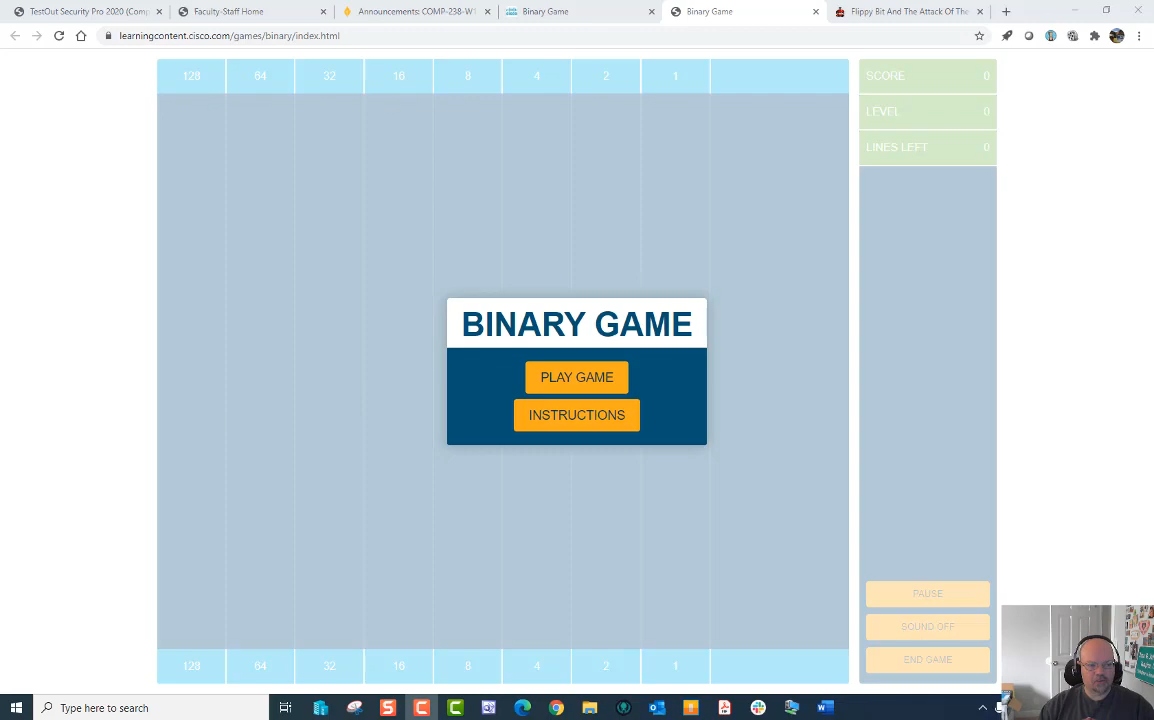 TestOut Security Pro 2020 (Comp
Faculty-Staff Home
Announcements: COMP-238-W1
Binary Game
Binary Game
Flippy Bit And The Attack Of The
learningcontent.cisco.com/games/binary/index.html
128 64 32 16 8 4 2 1
SCORE 0
LEVEL 0
LINES LEFT 0
BINARY GAME
PLAY GAME
INSTRUCTIONS
PAUSE
SOUND OFF
END GAME
128 64 32 16 8 4 2 1
Type here to search